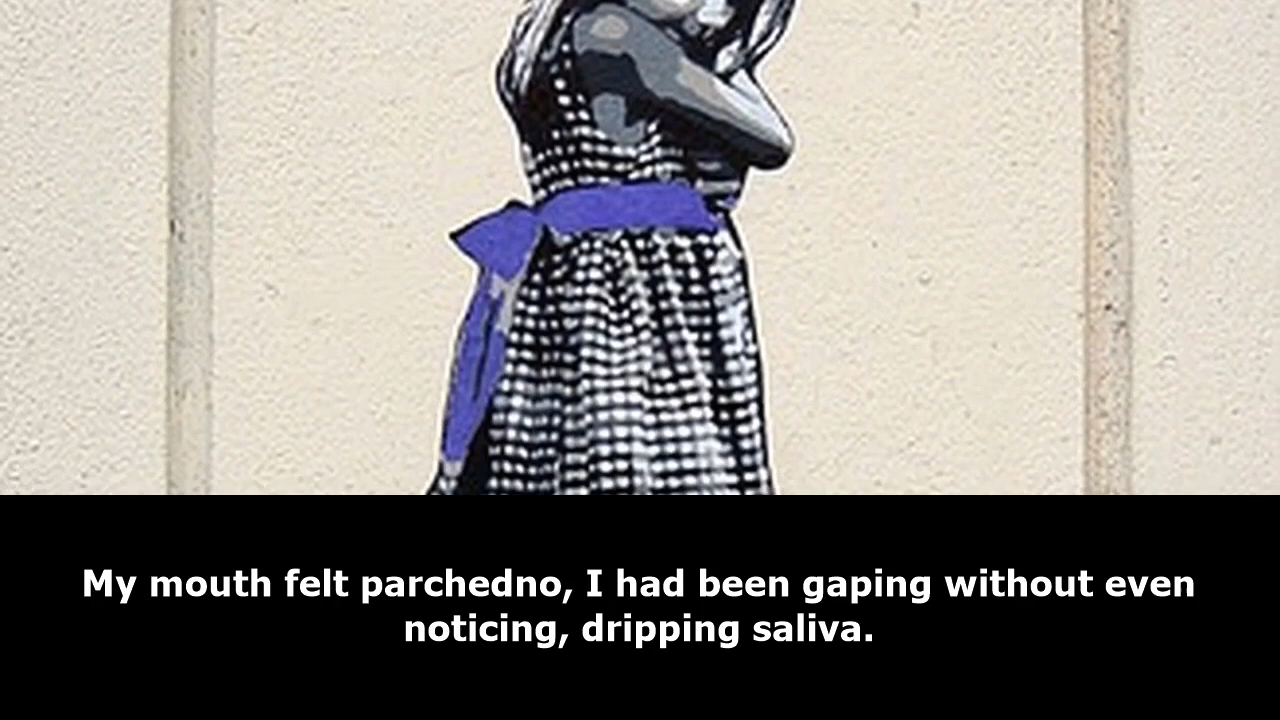 My mouth felt parchedno, I had been gaping without even
noticing, dripping saliva.